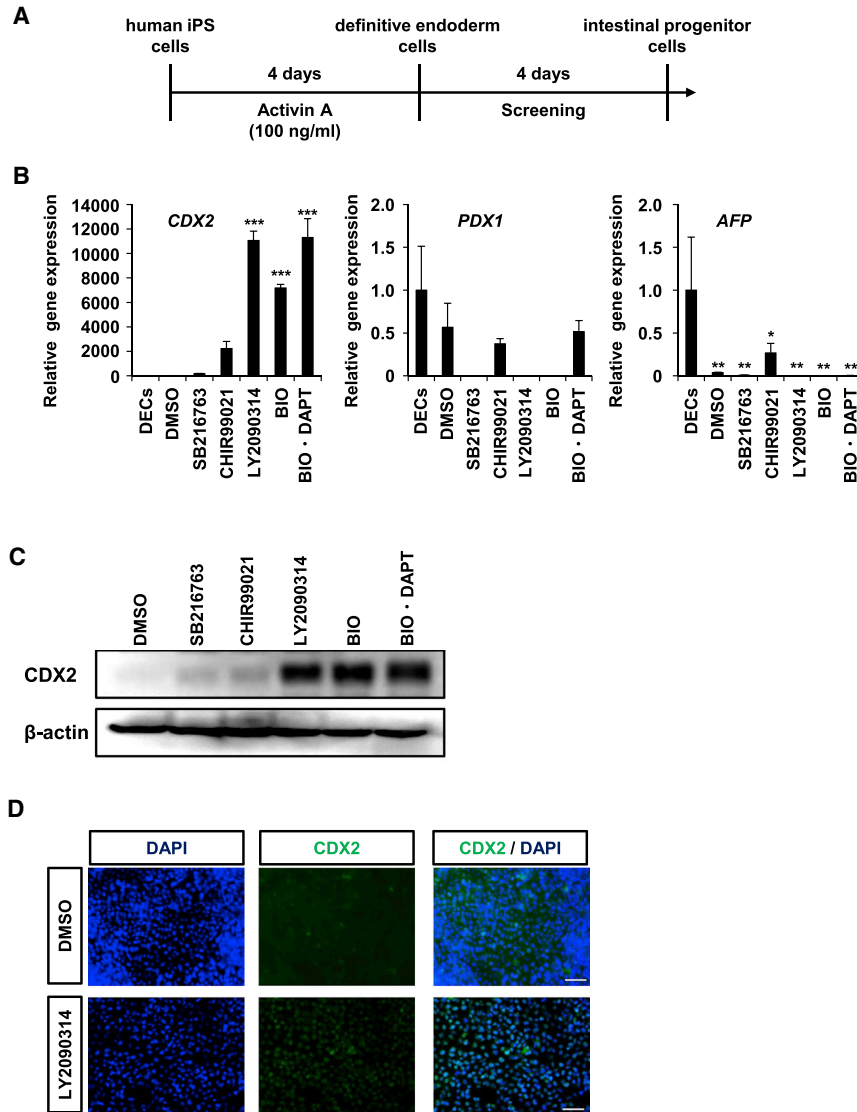 A
human iPS
cells
definitive endoderm
cells
intestinal progenitor
cells
4 days
4 days
Activin A
(100 ng/ml)
Screening
B
Relative gene expression
14000
12000
10000
8000
6000
4000
2000
0
CDX2
***
***
***
DECs
DMSO
SB216763
CHIR99021
LY2090314
BIO
BIO・DAPT
Relative gene expression
2.0
1.5
1.0
0.5
0
PDX1
DECs
DMSO
SB216763
CHIR99021
LY2090314
BIO
BIO・DAPT
Relative gene expression
2.0
1.5
1.0
0.5
0
AFP
**
**
*
**
**
**
DECs
DMSO
SB216763
CHIR99021
LY2090314
BIO
BIO・DAPT
C
DMSO
SB216763
CHIR99021
LY2090314
BIO
BIO・DAPT
CDX2
β-actin
D
DAPI
CDX2
CDX2 / DAPI
DMSO
LY2090314